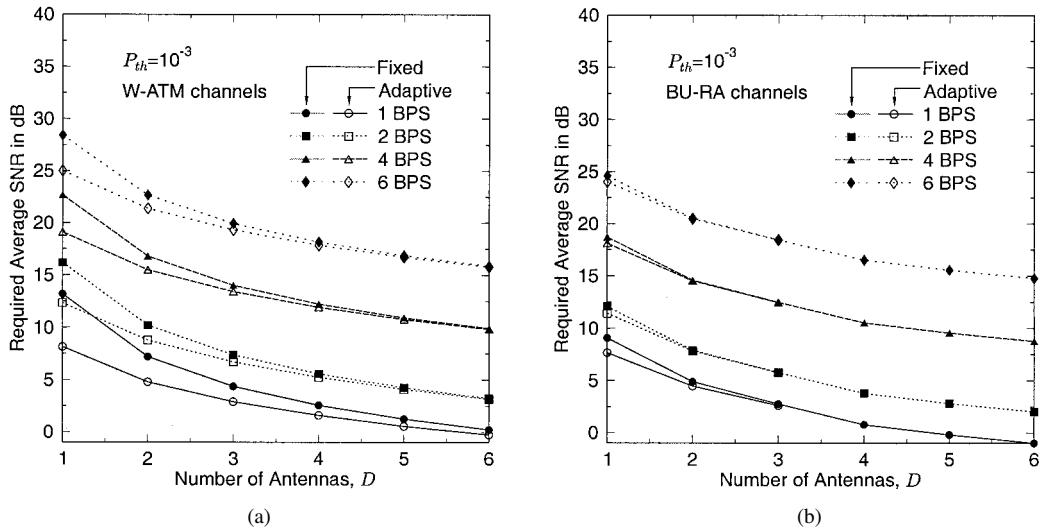 40
35
30
25
20
15
10
5
0
Required Average SNR in dB
P_th=10^-3
W-ATM channels
Fixed
Adaptive
1 BPS
2 BPS
4 BPS
6 BPS
1 2 3 4 5 6
Number of Antennas, D
(a)
40
35
30
25
20
15
10
5
0
Required Average SNR in dB
P_th=10^-3
BU-RA channels
Fixed
Adaptive
1 BPS
2 BPS
4 BPS
6 BPS
1 2 3 4 5 6
Number of Antennas, D
(b)